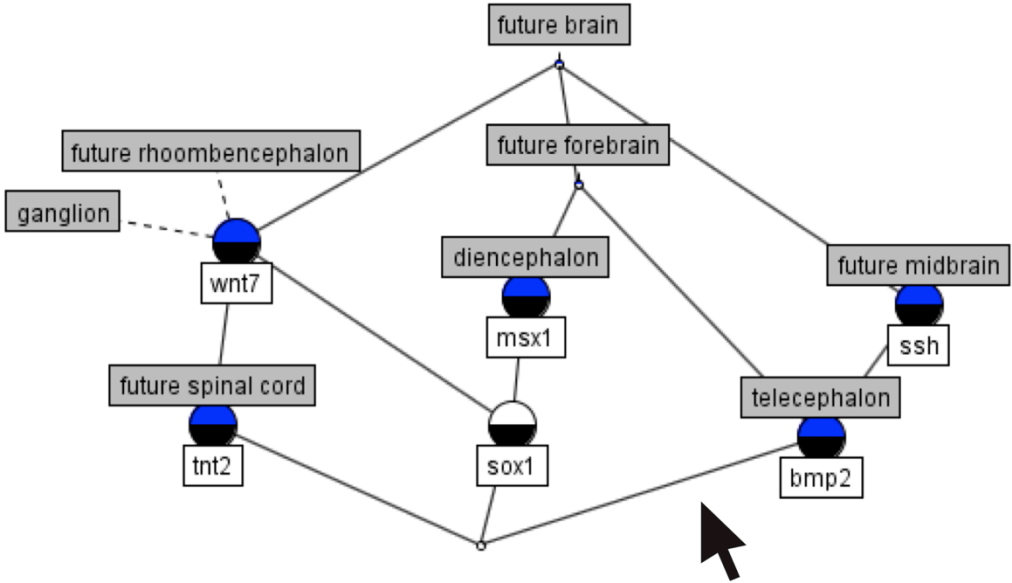 future brain
future rhoombencephalon
future forebrain
ganglion
diencephalon
future midbrain
wnt7
msx1
ssh
future spinal cord
telecephalon
tnt2
sox1
bmp2